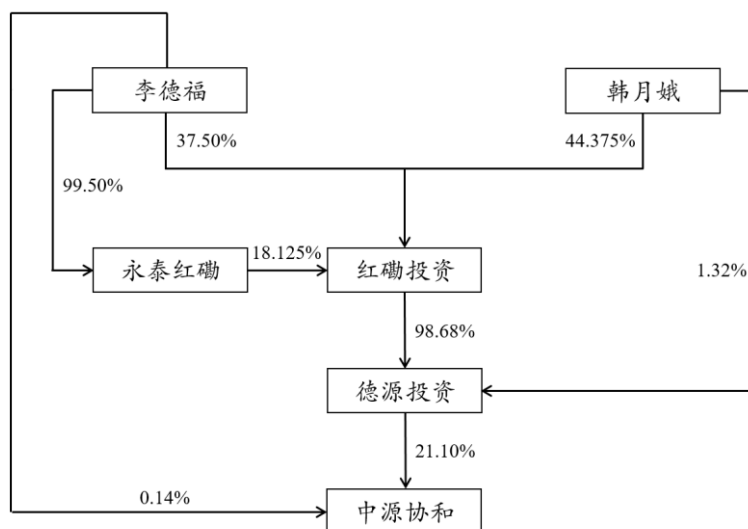 李德福
韩月娥
37.50%
44.375%
99.50%
永泰红磡
18.125%
红磡投资
1.32%
98.68%
德源投资
21.10%
0.14%
中源协和